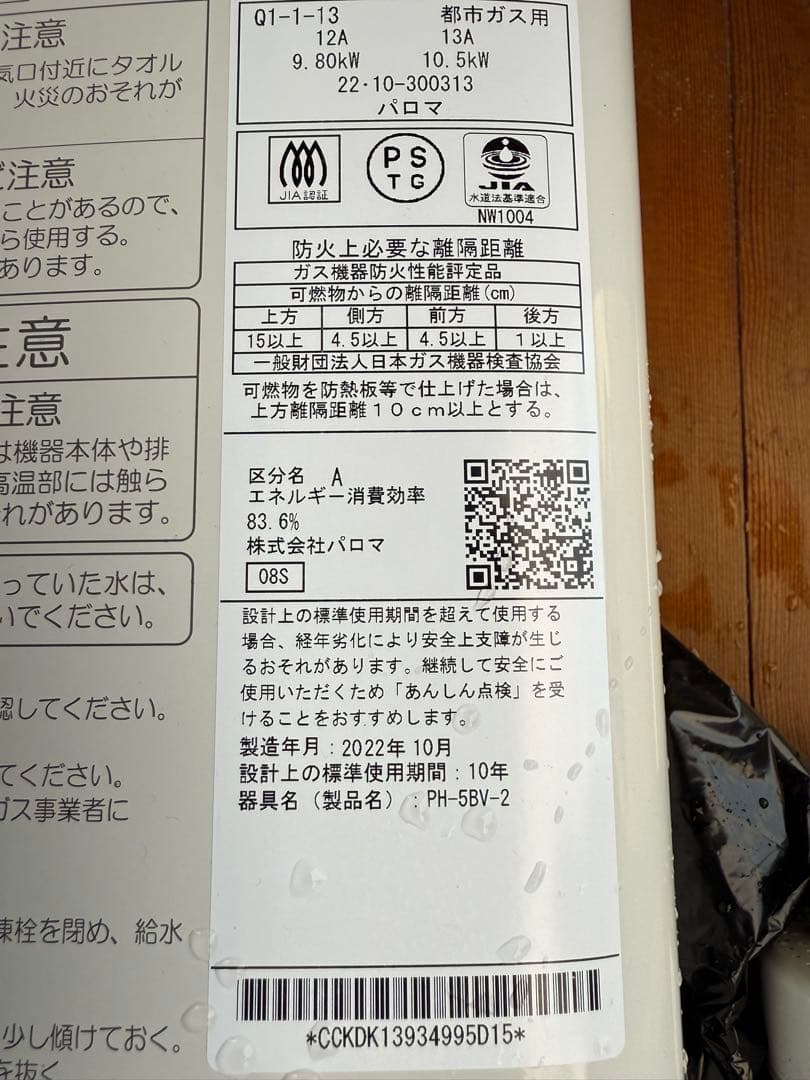 注意
気口付近にタオル
火災のおそれが
注意
ことがあるので、
ら使用する。
あります。
注意
注意
は機器本体や排
高温部には触ら
れがあります。
っていた水は、
いでください。
認してください。
てください。
ガス事業者に
凍栓を閉め、給水
少し傾けておく。
を抜く
Q1-1-13 都市ガス用
12A 13A
9.80kW 10.5kW
22・10-300313
パロマ
JIA認証
PS
TG
JIA
水道法基準適合
NW1004
防火上必要な離隔距離
ガス機器防火性能評定品
可燃物からの離隔距離(cm)
上方 側方 前方 後方
15以上 4.5以上 4.5以上 1以上
一般財団法人日本ガス機器検査協会
可燃物を防熱板等で仕上げた場合は、
上方離隔距離10cm以上とする。
区分名 A
エネルギー消費効率
83.6%
株式会社パロマ
08S
設計上の標準使用期間を超えて使用する
場合、経年劣化により安全上支障が生じ
るおそれがあります。継続して安全にご
使用いただくため「あんしん点検」を受
けることをおすすめします。
製造年月：2022年10月
設計上の標準使用期間：10年
器具名（製品名）：PH-5BV-2
*CCKDK13934995D15*